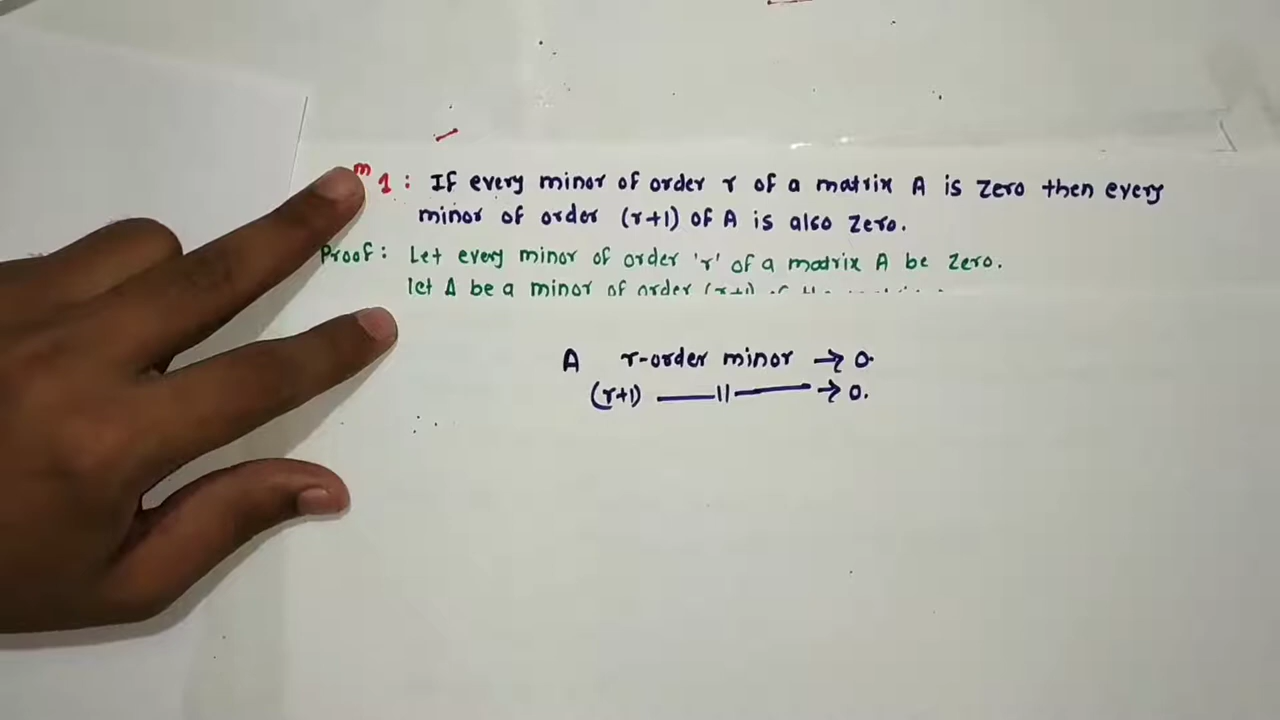 m 1 : If every minor of order r of a matrix A is zero then every
minor of order (r+1) of A is also zero.
Proof : Let every minor of order 'r' of a matrix A be zero.
let Δ be a minor of order (r+1) of
A r-order minor → 0.
(r+1) —— 11 —— → 0.